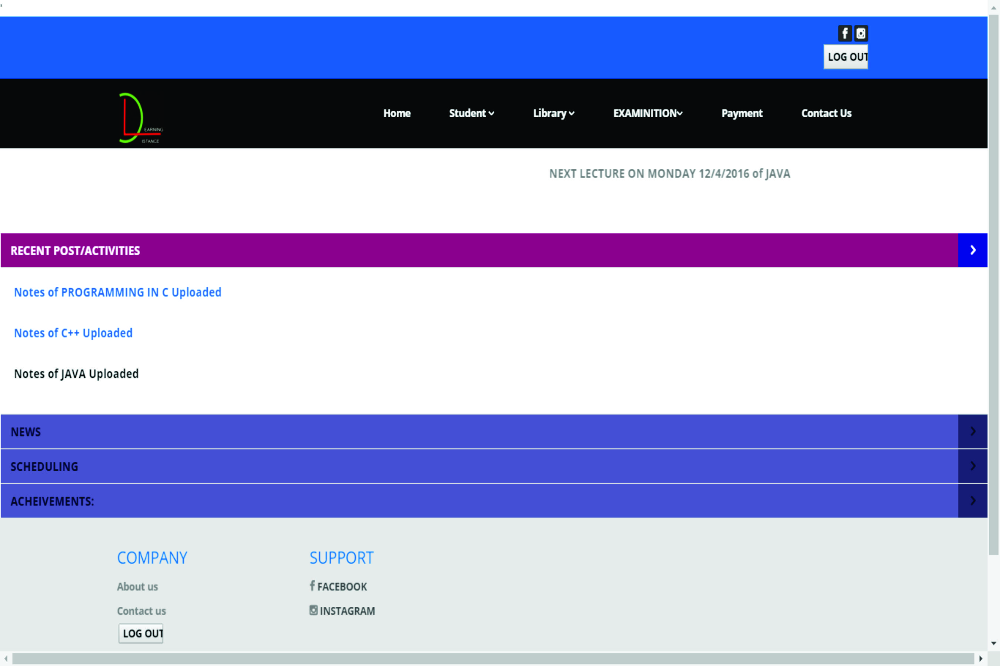 LOG OUT
EARNING
ISTANCE
Home Student Library EXAMINITION Payment Contact Us
NEXT LECTURE ON MONDAY 12/4/2016 of JAVA
RECENT POST/ACTIVITIES
Notes of PROGRAMMING IN C Uploaded
Notes of C++ Uploaded
Notes of JAVA Uploaded
NEWS
SCHEDULING
ACHEIVEMENTS:
COMPANY SUPPORT
About us FACEBOOK
Contact us INSTAGRAM
LOG OUT